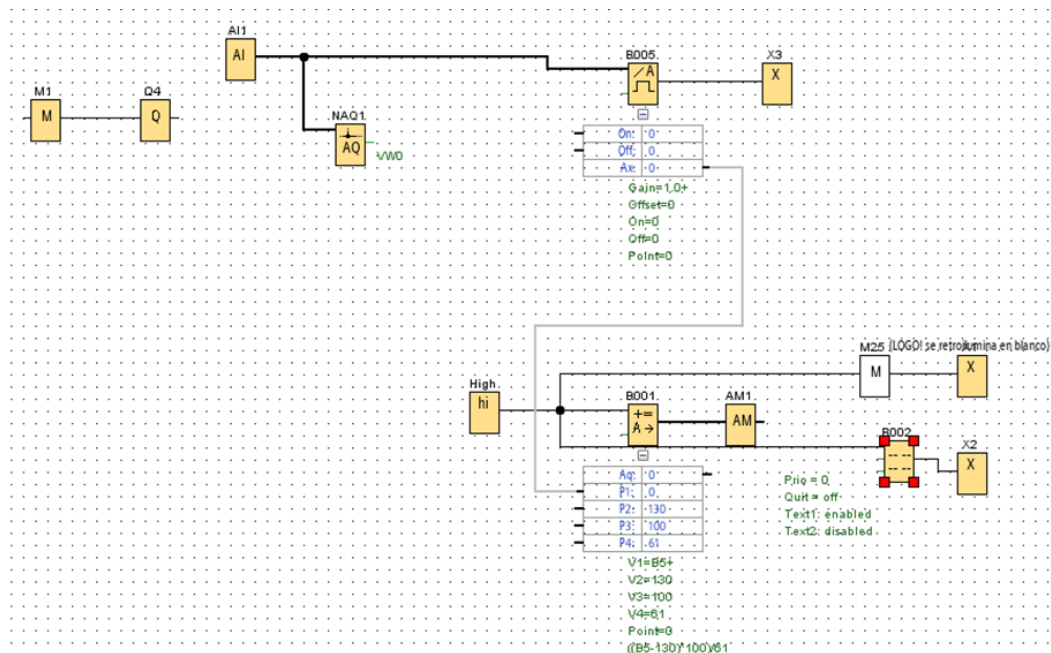 AI1
AI
M1
M
Q4
Q
NAQ1
AQ
VW0
B005
/A
X3
X
On: 0
Off: 0
Ax: 0
Gain=1.0+
Offset=0
On=0
Off=0
Point=0
High
hi
B001
+=
A→
AM1
AM
M25 (LOGO! se retroilumina en blanco)
M
X
B002
X2
X
Aq: 0
P1: 0
P2: 130
P3: 100
P4: 61
Prio = 0
Quit = off
Text1: enabled
Text2: disabled
V1=B5+
V2=130
V3=100
V4=61
Point=0
((B5-130)*100)/61